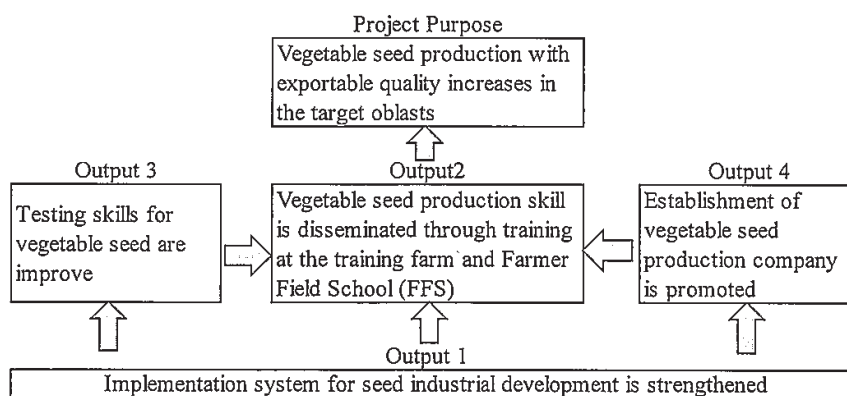 Project Purpose
Vegetable seed production with
exportable quality increases in
the target oblasts
Output 3
Testing skills for
vegetable seed are
improve
Output2
Vegetable seed production skill
is disseminated through training
at the training farm and Farmer
Field School (FFS)
Output 4
Establishment of
vegetable seed
production company
is promoted
Output 1
Implementation system for seed industrial development is strengthened